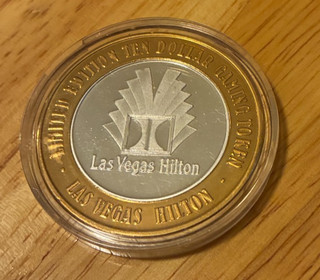 LIMITED EDITION TEN DOLLAR GAMING TOKEN
Las Vegas Hilton
· LAS VEGAS HILTON ·